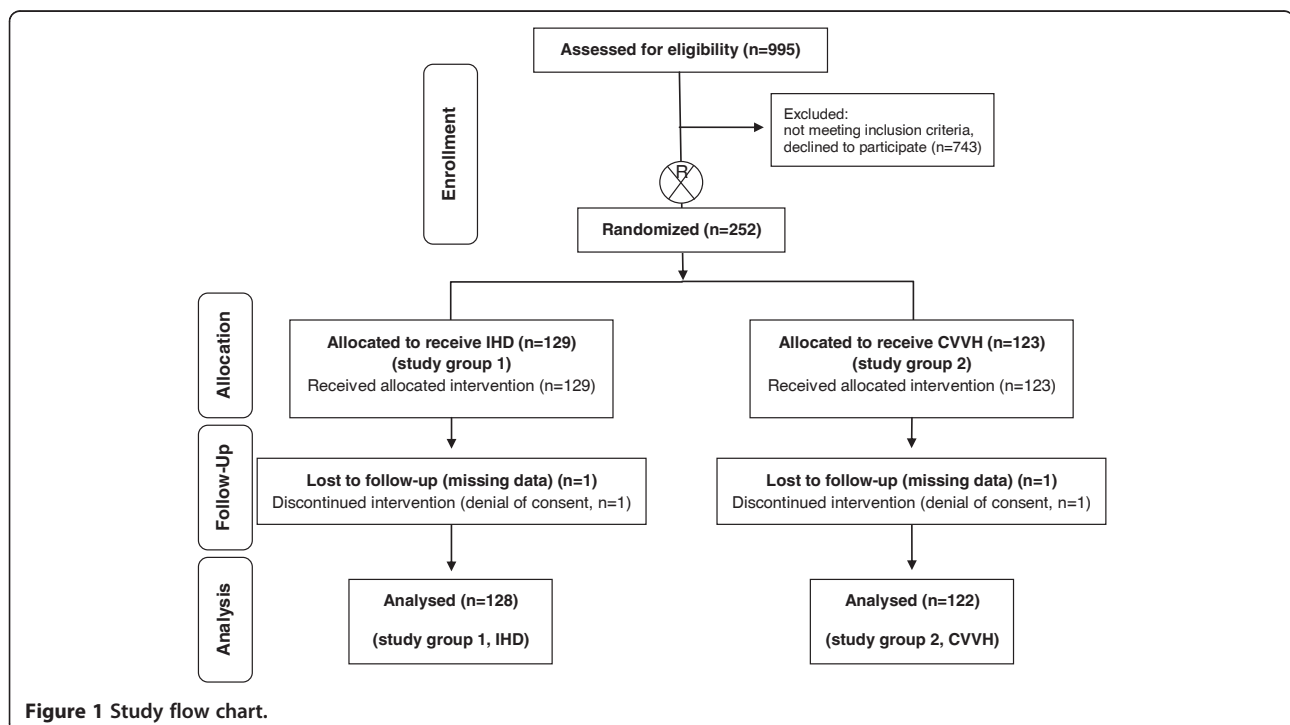 Assessed for eligibility (n=995)
Enrollment
Excluded:
not meeting inclusion criteria,
declined to participate (n=743)
R
Randomized (n=252)
Allocation
Allocated to receive IHD (n=129)
(study group 1)
Received allocated intervention (n=129)
Allocated to receive CVVH (n=123)
(study group 2)
Received allocated intervention (n=123)
Follow-Up
Lost to follow-up (missing data) (n=1)
Discontinued intervention (denial of consent, n=1)
Lost to follow-up (missing data) (n=1)
Discontinued intervention (denial of consent, n=1)
Analysis
Analysed (n=128)
(study group 1, IHD)
Analysed (n=122)
(study group 2, CVVH)
Figure 1 Study flow chart.